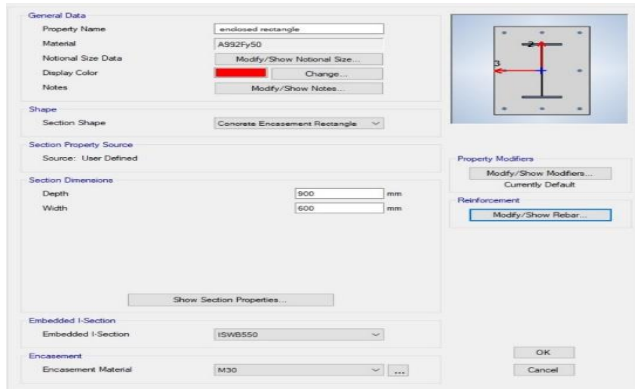 General Data
Property Name enclosed rectangle
Material A992Fy50
Notional Size Data Modify/Show Notional Size...
Display Color Change...
Notes Modify/Show Notes...
Shape
Section Shape Concrete Encasement Rectangle
Section Property Source
Source: User Defined
Section Dimensions
Depth 900 mm
Width 600 mm
Show Section Properties...
Embedded I-Section
Embedded I-Section ISWB550
Encasement
Encasement Material M30 ...
2
3
Property Modifiers
Modify/Show Modifiers...
Currently Default
Reinforcement
Modify/Show Rebar...
OK
Cancel